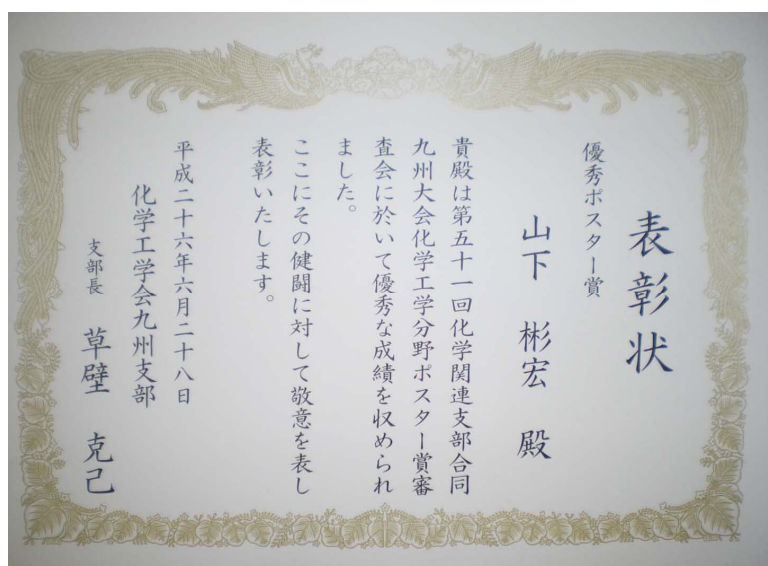 表彰状
優秀ポスター賞
山下 彬宏 殿
貴殿は第五十一回化学関連支部合同
九州大会化学工学分野ポスター賞審
査会に於いて優秀な成績を収められ
ました。
ここにその健闘に対して敬意を表し
表彰いたします。
平成二十六年六月二十八日
化学工学会九州支部
支部長 草壁 克己